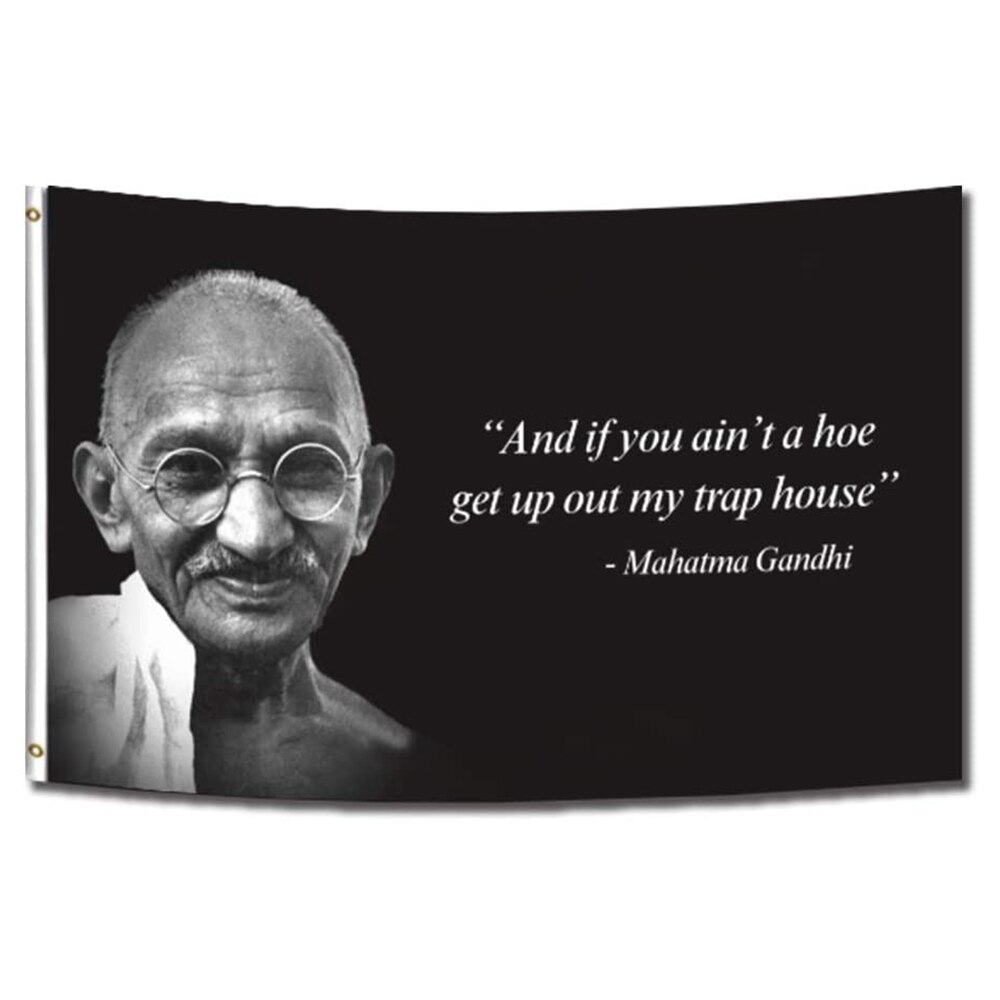 “And if you ain’t a hoe
get up out my trap house”
- Mahatma Gandhi